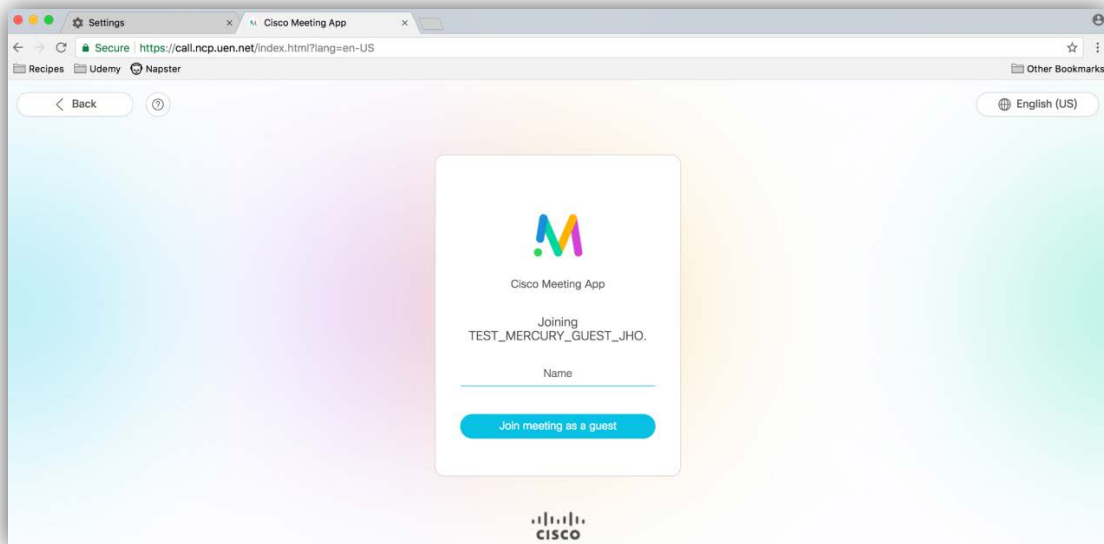 Settings
Cisco Meeting App
Secure https://call.ncp.uen.net/index.html?lang=en-US
Recipes Udemy Napster Other Bookmarks
Back ? English (US)
Cisco Meeting App
Joining
TEST_MERCURY_GUEST_JHO.
Name
Join meeting as a guest
CISCO